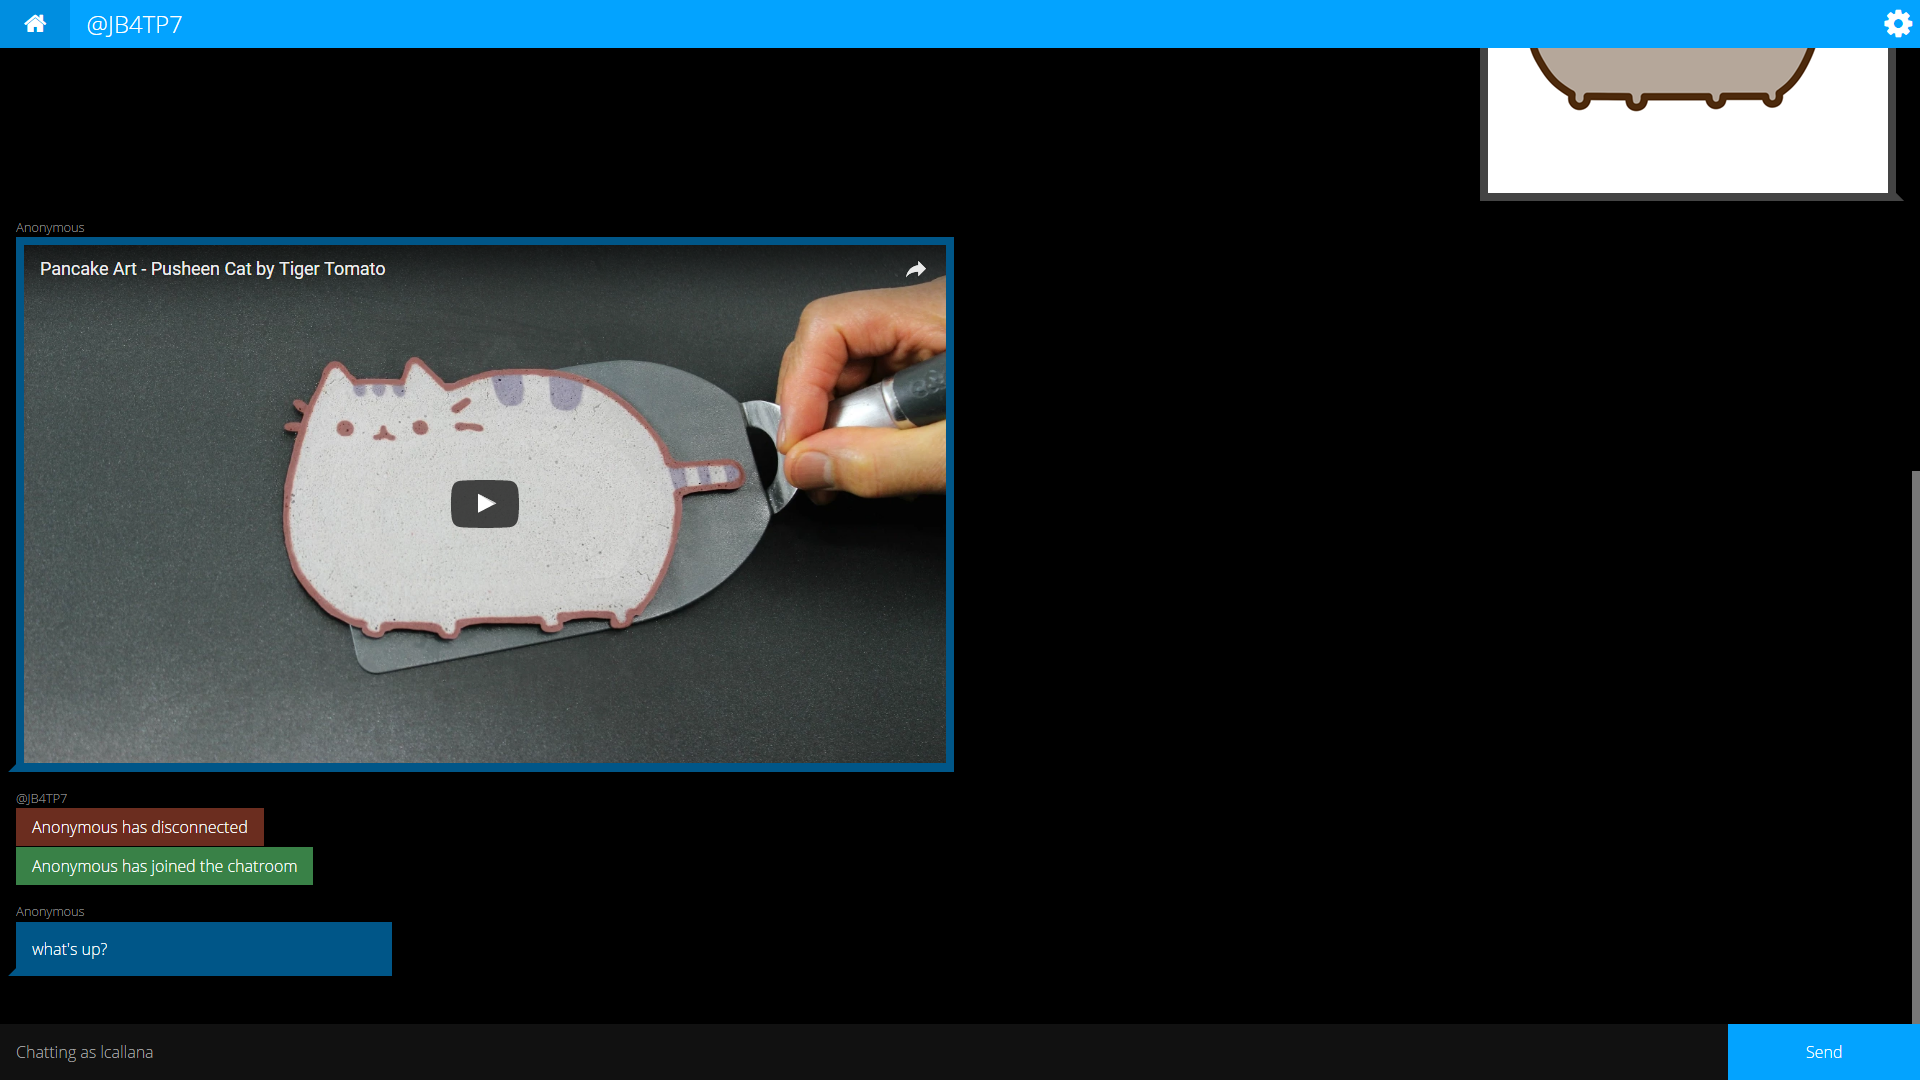 @JB4TP7
Anonymous
Pancake Art - Pusheen Cat by Tiger Tomato
@JB4TP7
Anonymous has disconnected
Anonymous has joined the chatroom
Anonymous
what's up?
Chatting as lcallana
Send